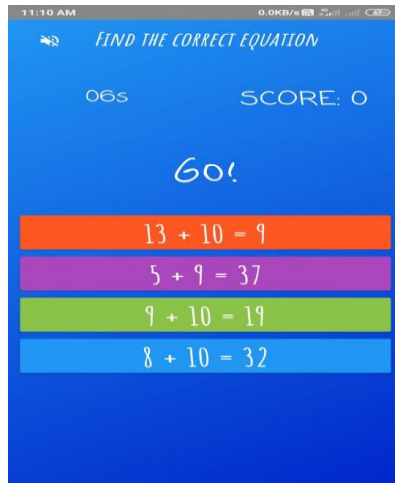 11:10 AM 0.0KB/s 67
FIND THE CORRECT EQUATION
06s SCORE: 0
GO!
13 + 10 = 9
5 + 9 = 37
9 + 10 = 19
8 + 10 = 32